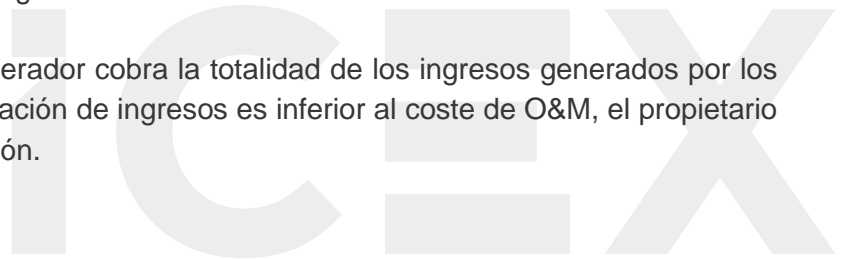 erador cobra la totalidad de los ingresos generados por los
ación de ingresos es inferior al coste de O&M, el propietario
ón.
ICEX